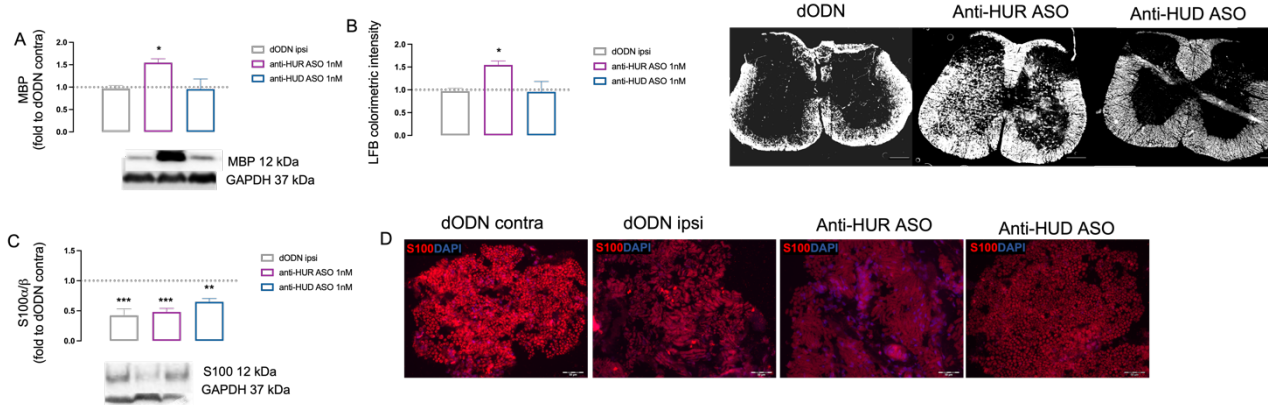 A
MBP
(fold to dODN contra)
2.0
1.5
1.0
0.5
0.0
*
dODN ipsi
anti-HUR ASO 1nM
anti-HUD ASO 1nM
MBP 12 kDa
GAPDH 37 kDa
B
LFB colorimetric intensity
2.0
1.5
1.0
0.5
0.0
*
dODN ipsi
anti-HUR ASO 1nM
anti-HUD ASO 1nM
dODN
Anti-HUR ASO
Anti-HUD ASO
C
S100α/β
(fold to dODN contra)
1.5
1.0
0.5
0.0
***
***
**
dODN ipsi
anti-HUR ASO 1nM
anti-HUD ASO 1nM
S100 12 kDa
GAPDH 37 kDa
D
dODN contra
dODN ipsi
Anti-HUR ASO
Anti-HUD ASO
S100DAPI
S100DAPI
S100DAPI
S100DAPI